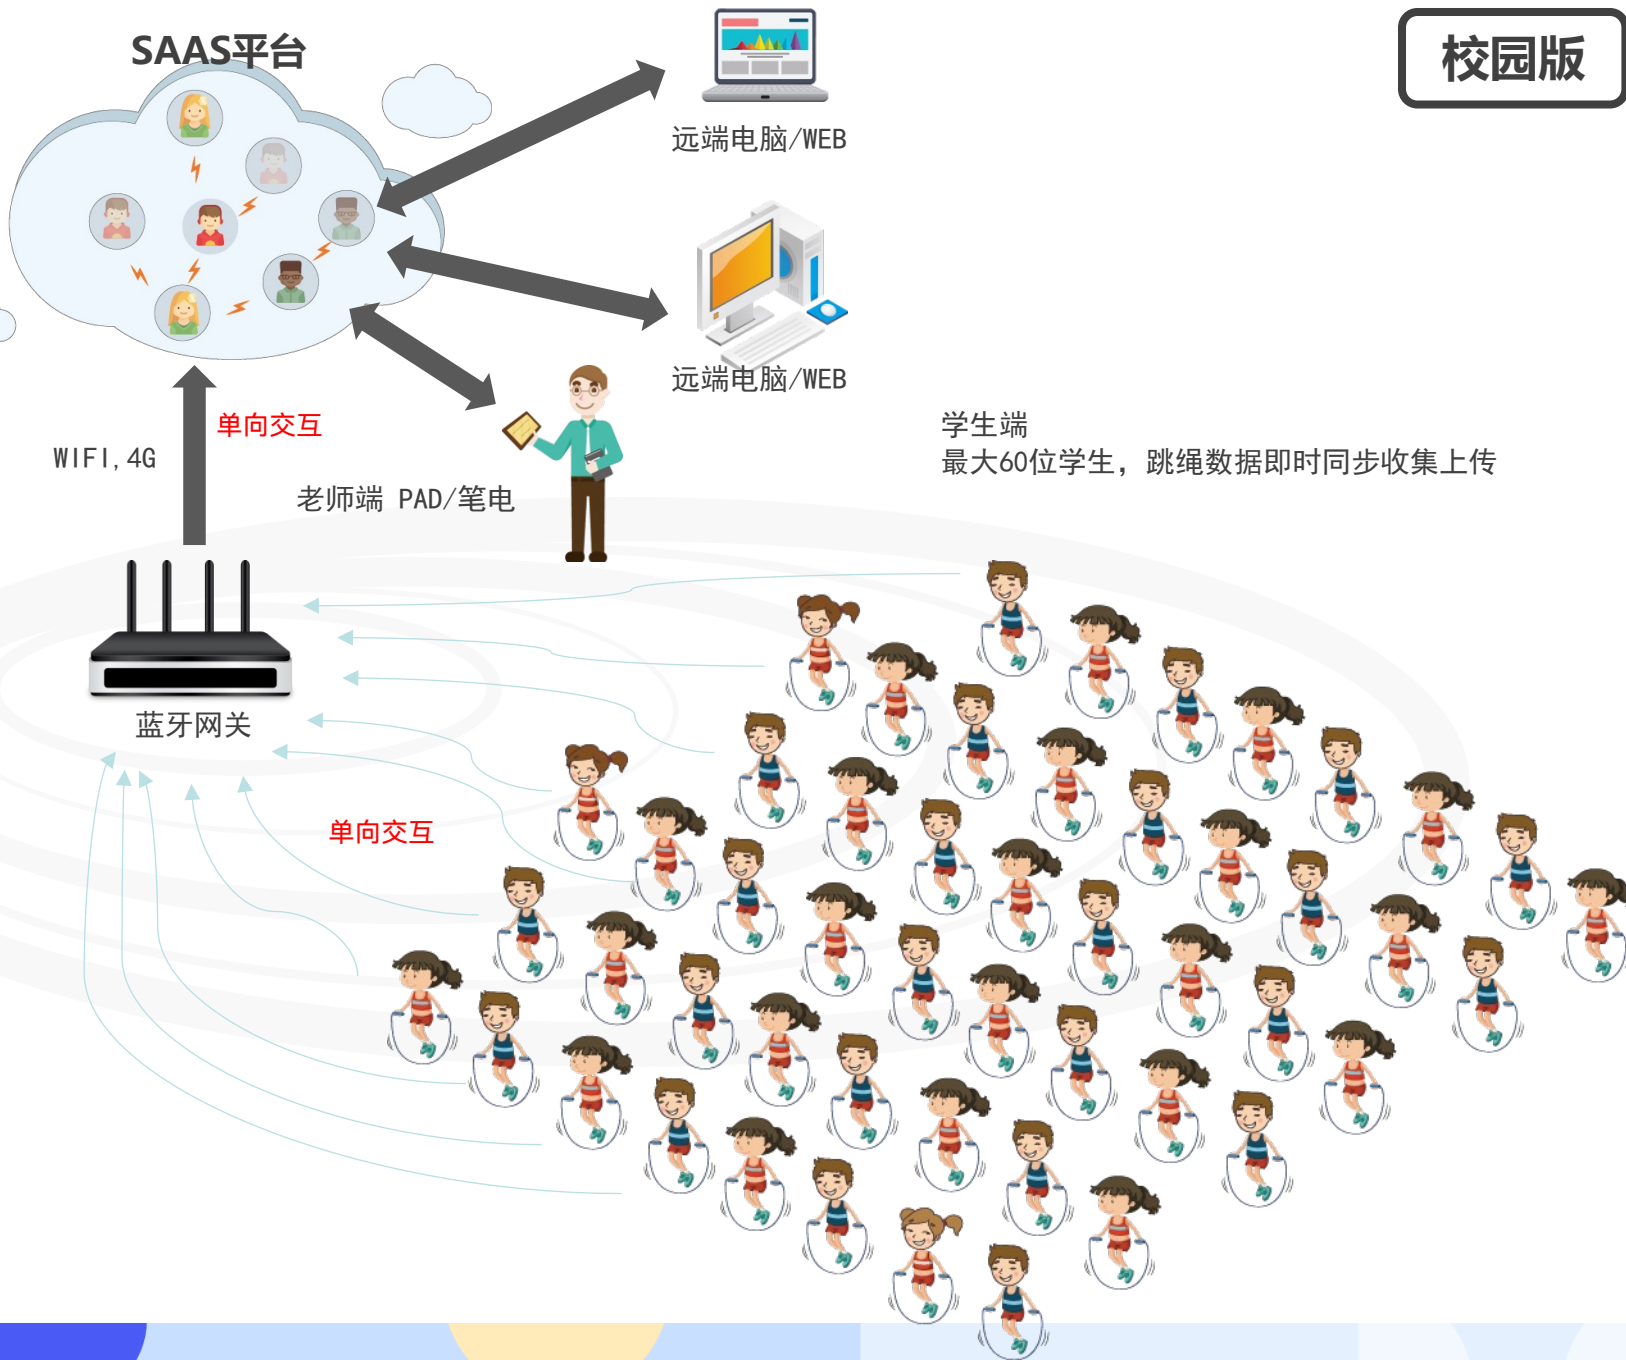 SAAS平台
校园版
远端电脑/WEB
远端电脑/WEB
单向交互
WIFI,4G
老师端 PAD/笔电
学生端
最大60位学生，跳绳数据即时同步收集上传
蓝牙网关
单向交互